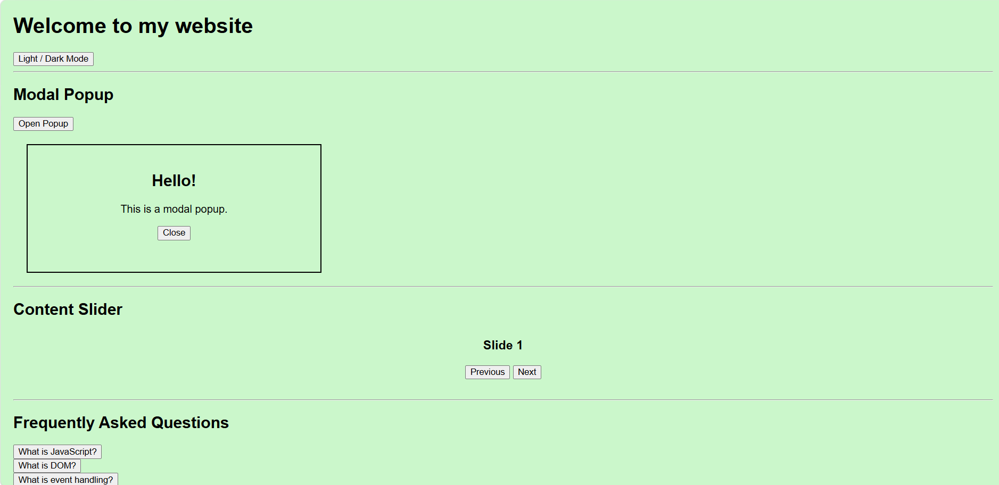 Welcome to my website
Light / Dark Mode
Modal Popup
Open Popup
Hello!
This is a modal popup.
Close
Content Slider
Slide 1
Previous Next
Frequently Asked Questions
What is JavaScript?
What is DOM?
What is event handling?